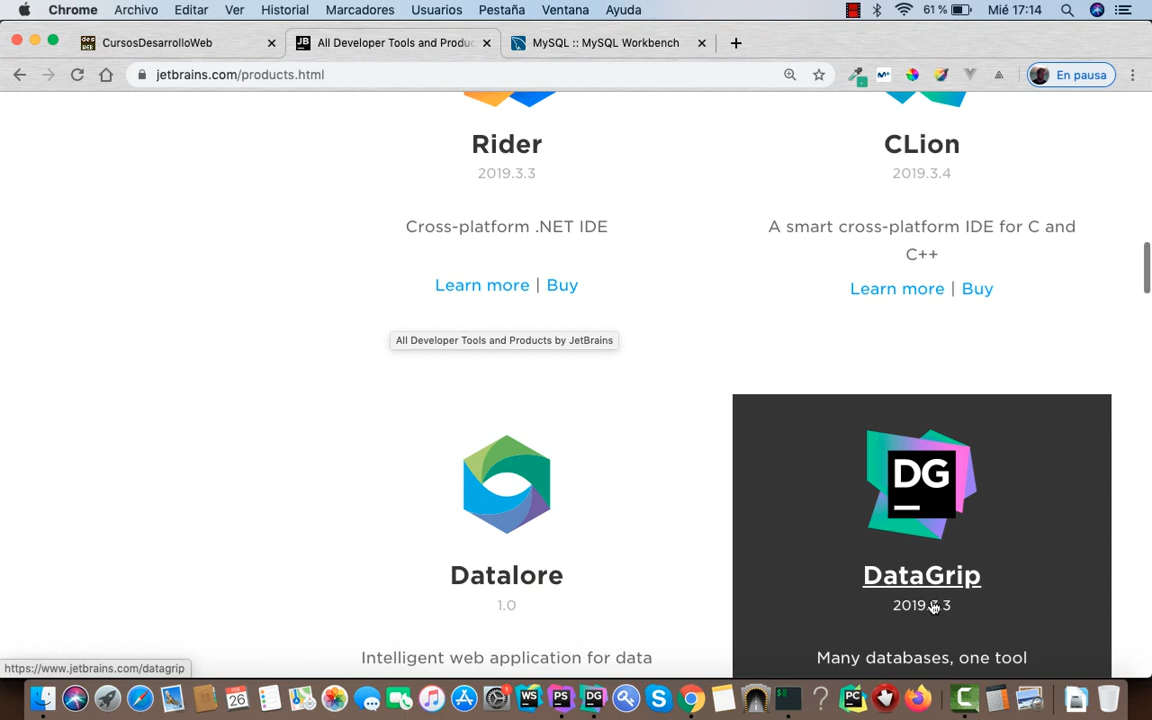 Chrome Archivo Editar Ver Historial Marcadores Usuarios Pestaña Ventana Ayuda 61 % Mié 17:14
CursosDesarrolloWeb All Developer Tools and Produc MySQL :: MySQL Workbench
jetbrains.com/products.html En pausa
Rider
2019.3.3
Cross-platform .NET IDE
Learn more | Buy
CLion
2019.3.4
A smart cross-platform IDE for C and
C++
Learn more | Buy
All Developer Tools and Products by JetBrains
Datalore
1.0
Intelligent web application for data
DG
DataGrip
2019.3.3
Many databases, one tool
https://www.jetbrains.com/datagrip